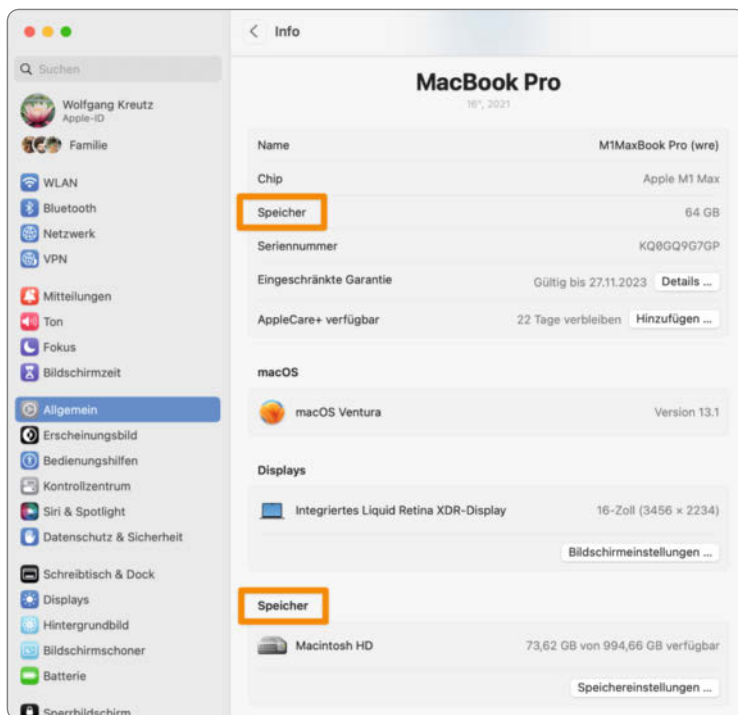 Info
Suchen
Wolfgang Kreutz
Apple-ID
Familie
WLAN
Bluetooth
Netzwerk
VPN
Mitteilungen
Ton
Fokus
Bildschirmzeit
Allgemein
Erscheinungsbild
Bedienungshilfen
Kontrollzentrum
Siri & Spotlight
Datenschutz & Sicherheit
Schreibtisch & Dock
Displays
Hintergrundbild
Bildschirmschoner
Batterie
Sperrbildschirm
MacBook Pro
16", 2021
Name M1MaxBook Pro (wre)
Chip Apple M1 Max
Speicher 64 GB
Seriennummer KQ0GQ9G7GP
Eingeschränkte Garantie Gültig bis 27.11.2023 Details ...
AppleCare+ verfügbar 22 Tage verbleiben Hinzufügen ...
macOS
macOS Ventura Version 13.1
Displays
Integriertes Liquid Retina XDR-Display 16-Zoll (3456 × 2234)
Bildschirmeinstellungen ...
Speicher
Macintosh HD 73,62 GB von 994,66 GB verfügbar
Speichereinstellungen ...